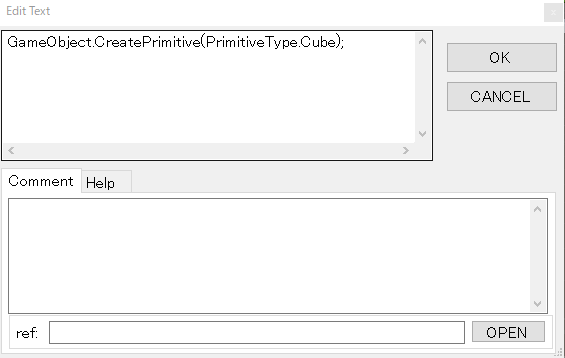 Edit Text
GameObject.CreatePrimitive(PrimitiveType.Cube);
OK
CANCEL
Comment
Help
ref:
OPEN